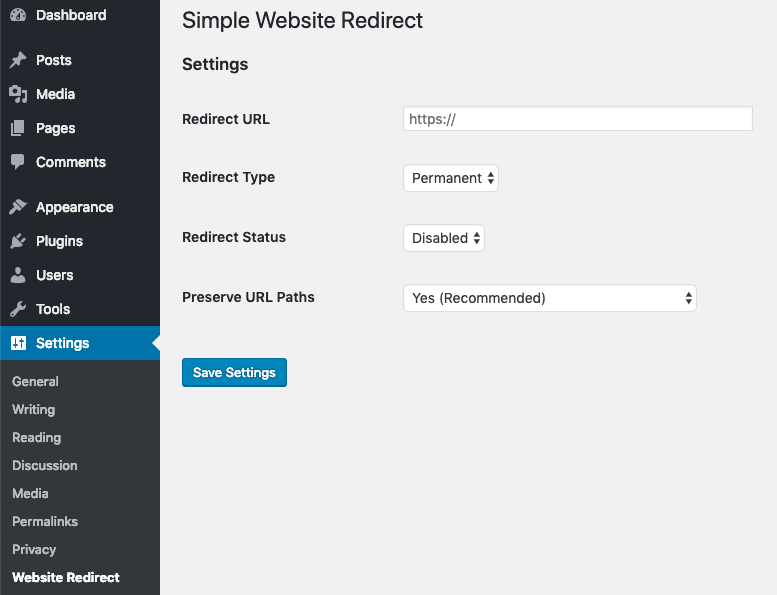 Dashboard
Posts
Media
Pages
Comments
Appearance
Plugins
Users
Tools
Settings
General
Writing
Reading
Discussion
Media
Permalinks
Privacy
Website Redirect
Simple Website Redirect
Settings
Redirect URL https://
Redirect Type Permanent
Redirect Status Disabled
Preserve URL Paths Yes (Recommended)
Save Settings